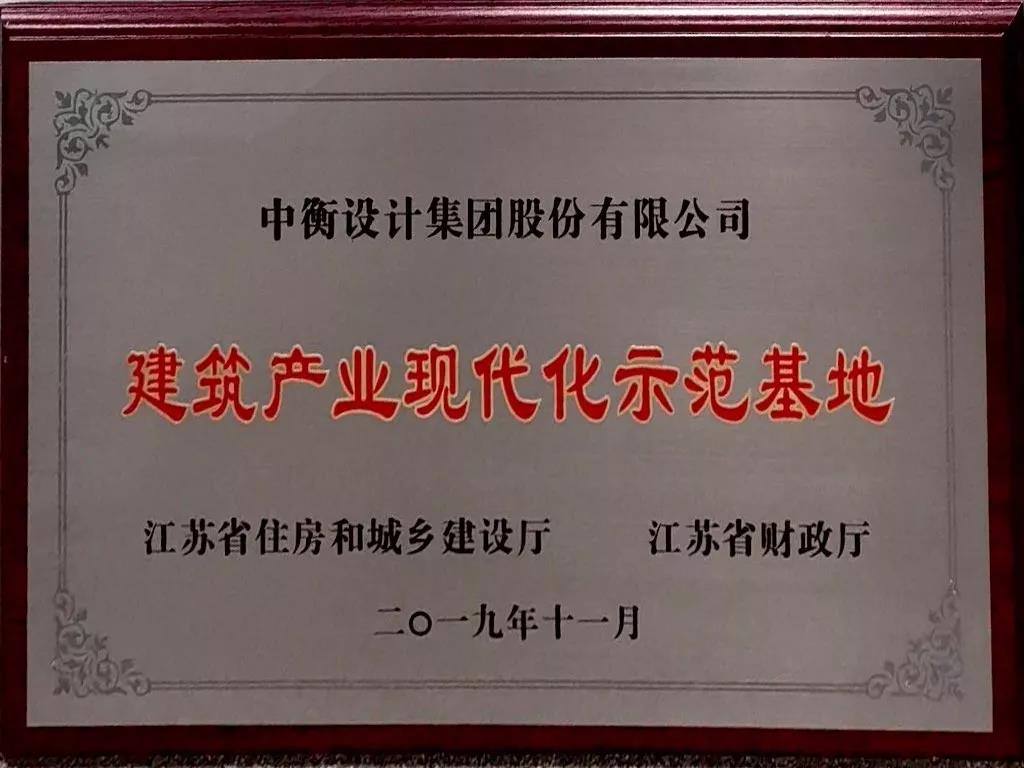 中衡设计集团股份有限公司
建筑产业现代化示范基地
江苏省住房和城乡建设厅 江苏省财政厅
二〇一九年十一月